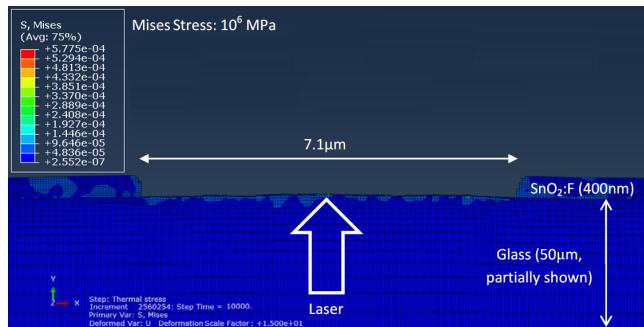 S, Mises
(Avg: 75%)
+5.775e-04
+5.294e-04
+4.813e-04
+4.332e-04
+3.851e-04
+3.370e-04
+2.889e-04
+2.408e-04
+1.927e-04
+1.446e-04
+9.646e-05
+4.836e-05
+2.552e-07
Mises Stress: 10⁶ MPa
7.1µm
SnO₂:F (400nm)
Glass (50µm,
partially shown)
Laser
Y
Z X
Step: Thermal stress
Increment 2560254: Step Time = 10000.
Primary Var: S, Mises
Deformed Var: U Deformation Scale Factor: +1.500e+01